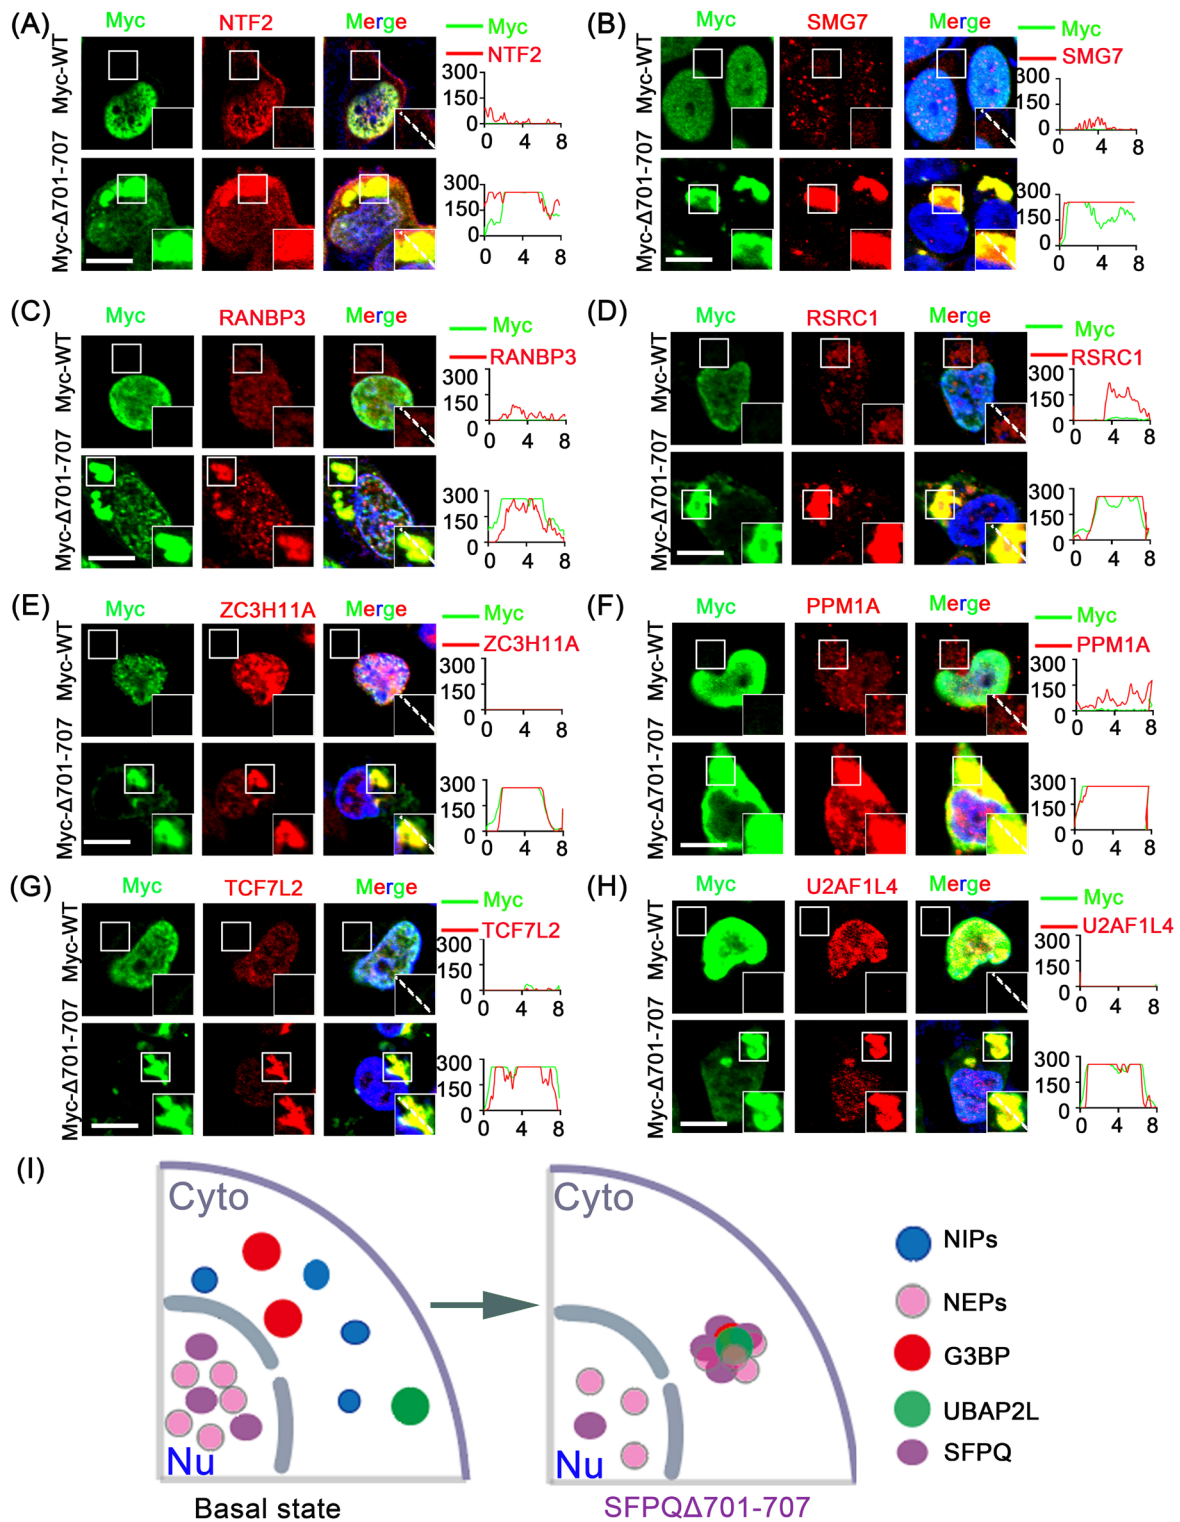 (A)
Myc NTF2 Merge
Myc
NTF2
Myc-WT
300
150
0
0 4 8
Myc-Δ701-707
300
150
0
0 4 8
(B)
Myc SMG7 Merge
Myc
SMG7
Myc-WT
300
150
0
0 4 8
Myc-Δ701-707
300
150
0
0 4 8
(C)
Myc RANBP3 Merge
Myc
RANBP3
Myc-WT
300
150
0
0 4 8
Myc-Δ701-707
300
150
0
0 4 8
(D)
Myc RSRC1 Merge
Myc
RSRC1
Myc-WT
300
150
0
0 4 8
Myc-Δ701-707
300
150
0
0 4 8
(E)
Myc ZC3H11A Merge
Myc
ZC3H11A
Myc-WT
300
150
0
0 4 8
Myc-Δ701-707
300
150
0
0 4 8
(F)
Myc PPM1A Merge
Myc
PPM1A
Myc-WT
300
150
0
0 4 8
Myc-Δ701-707
300
150
0
0 4 8
(G)
Myc TCF7L2 Merge
Myc
TCF7L2
Myc-WT
300
150
0
0 4 8
Myc-Δ701-707
300
150
0
0 4 8
(H)
Myc U2AF1L4 Merge
Myc
U2AF1L4
Myc-WT
300
150
0
0 4 8
Myc-Δ701-707
300
150
0
0 4 8
(I)
Cyto
Nu
Basal state
Cyto
Nu
SFPQΔ701-707
NIPs
NEPs
G3BP
UBAP2L
SFPQ